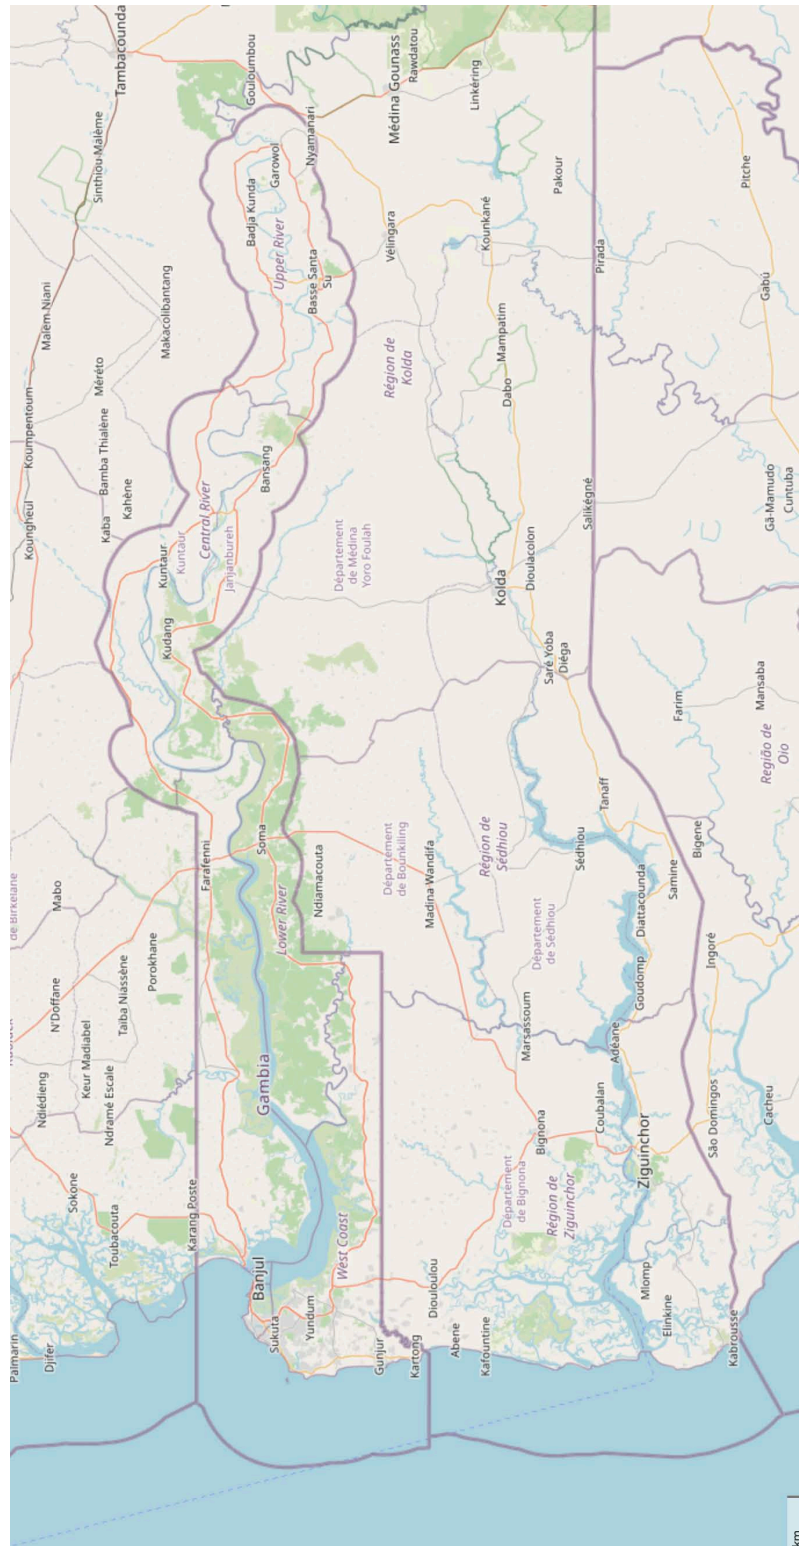 Palmarin
Koungheul
Koumpentoum
Djifer
Ndiédieng
N'Doffane
Mabo
Malem Niani
Sokone
Keur Madiabel
Bamba Thialène
Méréto
Sinthiou Malème
Tambacounda
Toubacouta
Ndramé Escale
Taiba Niassène
Kaba
Kahène
Porokhane
Makacolibantang
Karang Poste
Farafenni
Kudang
Kuntaur
Kuntaur
Central River
Janjanbureh
Banjul
Gambia
Soma
Bansang
Badja Kunda
Gouloumbou
Sukuta
Lower River
Upper River
Garowol
Yundum
Ndiamacouta
Basse Santa
Su
Nyamanari
West Coast
Département
de Médina
Yoro Foulah
Gunjur
Département
de Bounkiling
Région de
Kolda
Vélingara
Médina Gounass
Rawdatou
Kartong
Diouloulou
Madina Wandifa
Abene
Kafountine
Région de
Sédhiou
Kounkané
Linkéring
Département
de Bignona
Bignona
Marsassoum
Département
de Sédhiou
Kolda
Dioulacolon
Dabo
Mampatim
Région de
Ziguinchor
Coubalan
Adéane
Sédhiou
Saré Yoba
Diéga
Salikégné
Pakour
Pirada
Mlomp
Ziguinchor
Goudomp
Diattacounda
Tanaff
Elinkine
Samine
Farim
Kabrousse
São Domingos
Ingoré
Bigene
Mansaba
Região de
Oio
Cacheu
Gã-Mamudo
Cuntuba
Gabú
Pitche
km